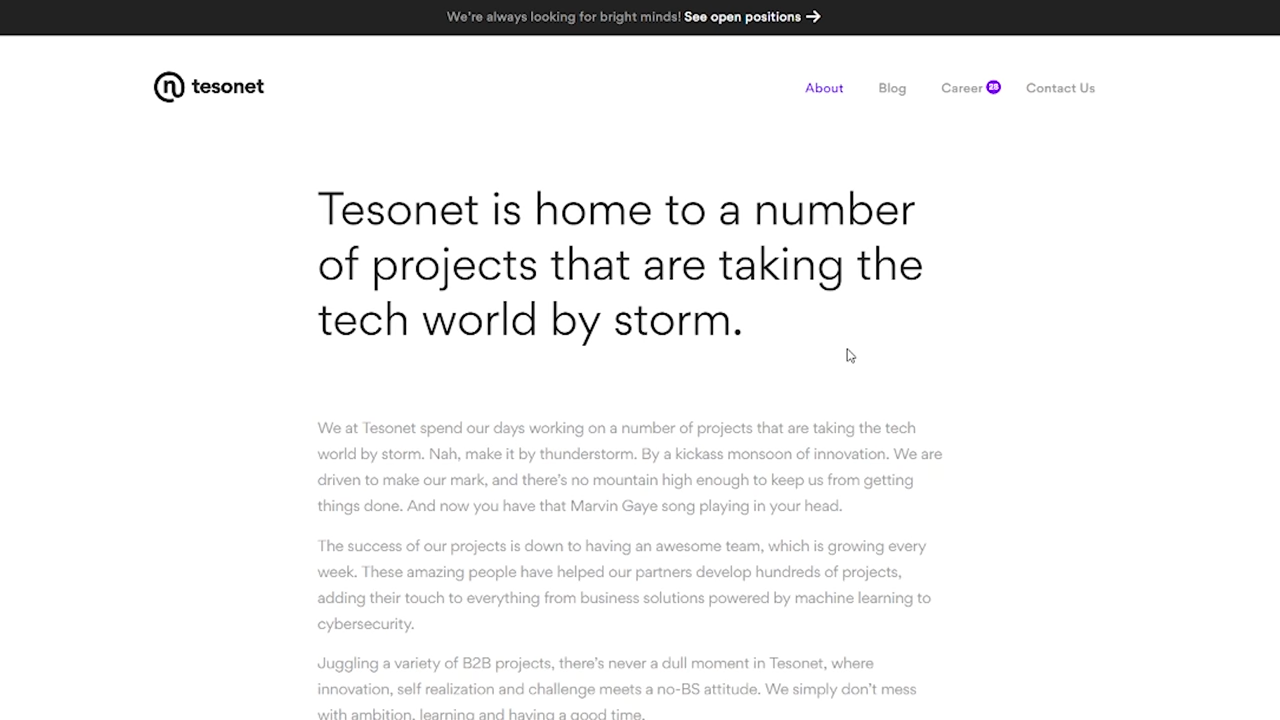 We're always looking for bright minds! See open positions →
tesonet
About Blog Career 28 Contact Us
Tesonet is home to a number
of projects that are taking the
tech world by storm.
We at Tesonet spend our days working on a number of projects that are taking the tech
world by storm. Nah, make it by thunderstorm. By a kickass monsoon of innovation. We are
driven to make our mark, and there's no mountain high enough to keep us from getting
things done. And now you have that Marvin Gaye song playing in your head.
The success of our projects is down to having an awesome team, which is growing every
week. These amazing people have helped our partners develop hundreds of projects,
adding their touch to everything from business solutions powered by machine learning to
cybersecurity.
Juggling a variety of B2B projects, there's never a dull moment in Tesonet, where
innovation, self realization and challenge meets a no-BS attitude. We simply don't mess
with ambition, learning and having a good time.